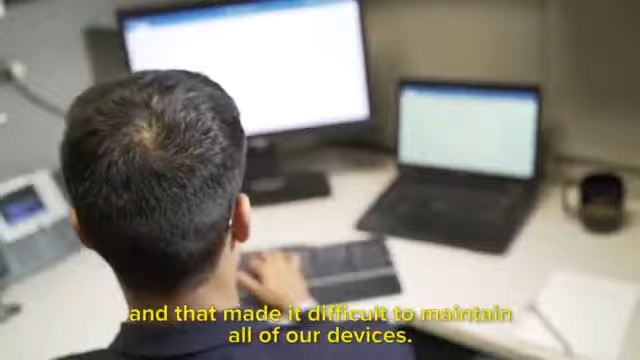 and that made it difficult to maintain
all of our devices.